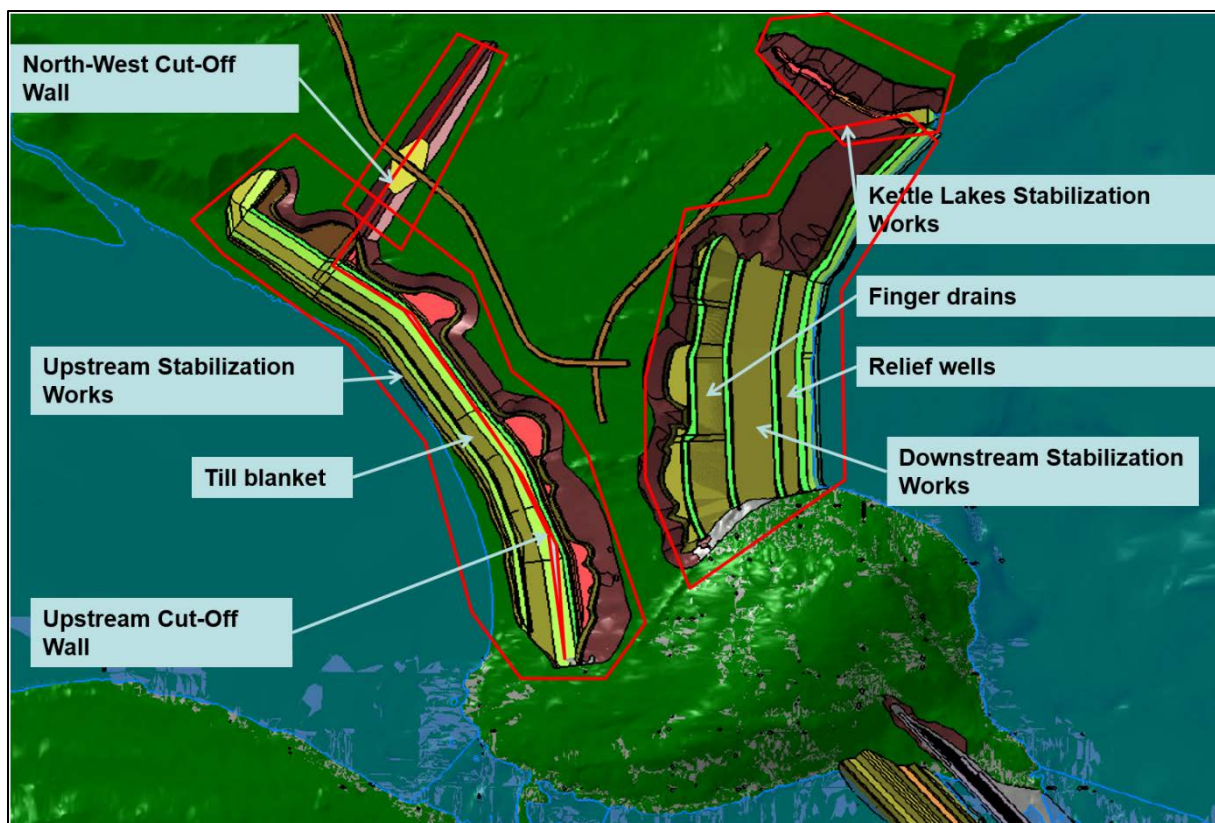 North-West Cut-Off
Wall
Kettle Lakes Stabilization
Works
Finger drains
Upstream Stabilization
Works
Relief wells
Till blanket
Downstream Stabilization
Works
Upstream Cut-Off
Wall